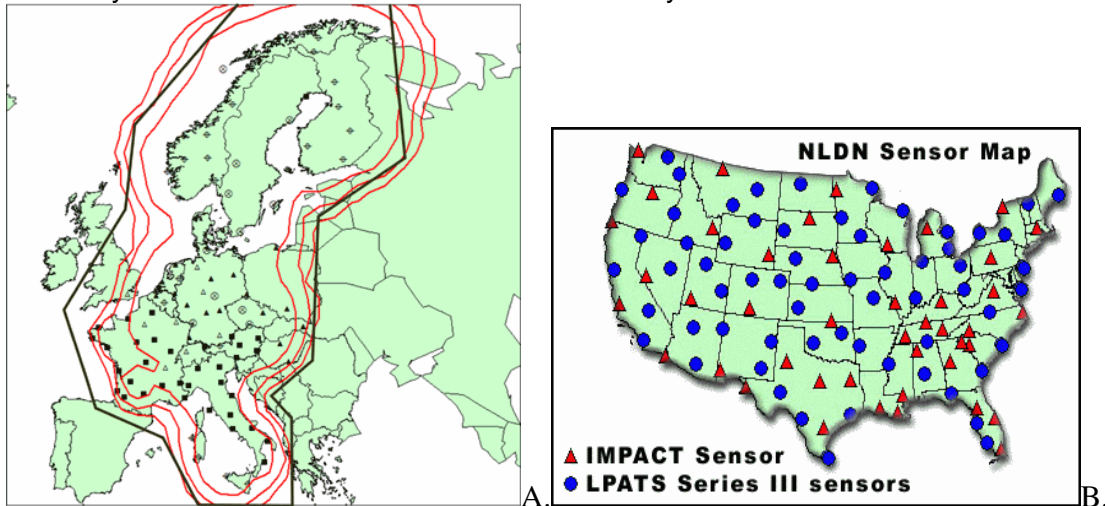 NLDN Sensor Map
IMPACT Sensor
LPATS Series III sensors
A.
B.